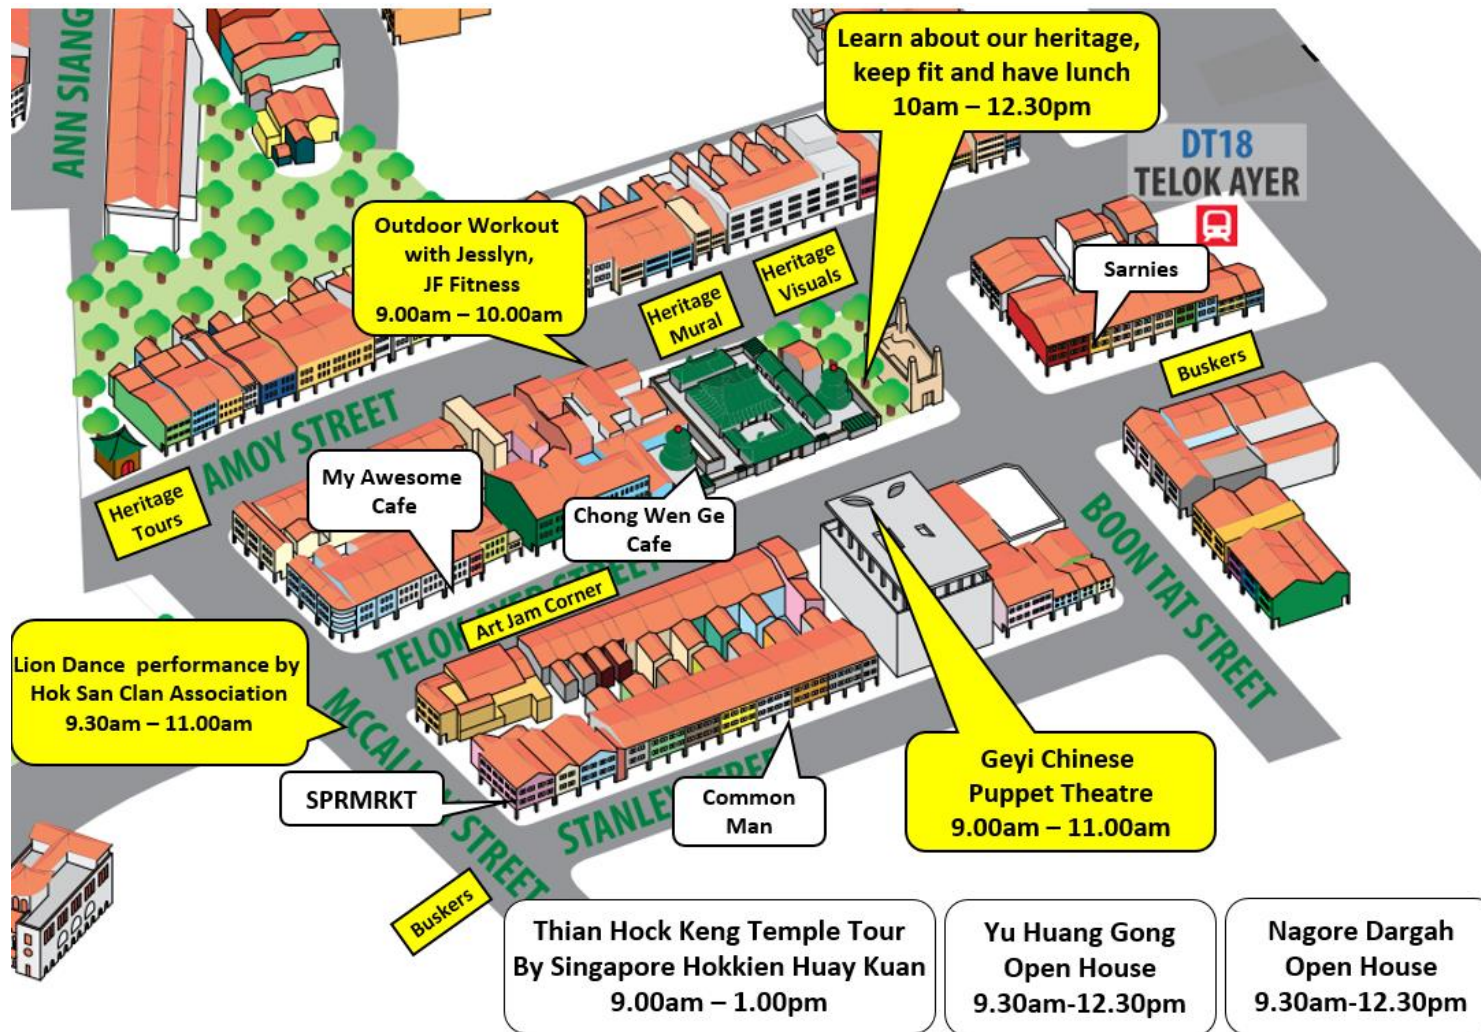 ANN SIANG
Learn about our heritage,
keep fit and have lunch
10am – 12.30pm
DT18
TELOK AYER
Outdoor Workout
with Jesslyn,
JF Fitness
9.00am – 10.00am
Heritage
Visuals
Sarnies
Heritage
Mural
Buskers
AMOY STREET
My Awesome
Cafe
Heritage
Tours
Chong Wen Ge
Cafe
BOON TAT STREET
Art Jam Corner
TELOK AYER STREET
Lion Dance performance by
Hok San Clan Association
9.30am – 11.00am
MCCALLUM STREET
SPRMRKT
STANLEY STREET
Common
Man
Geyi Chinese
Puppet Theatre
9.00am – 11.00am
Buskers
Thian Hock Keng Temple Tour
By Singapore Hokkien Huay Kuan
9.00am – 1.00pm
Yu Huang Gong
Open House
9.30am-12.30pm
Nagore Dargah
Open House
9.30am-12.30pm